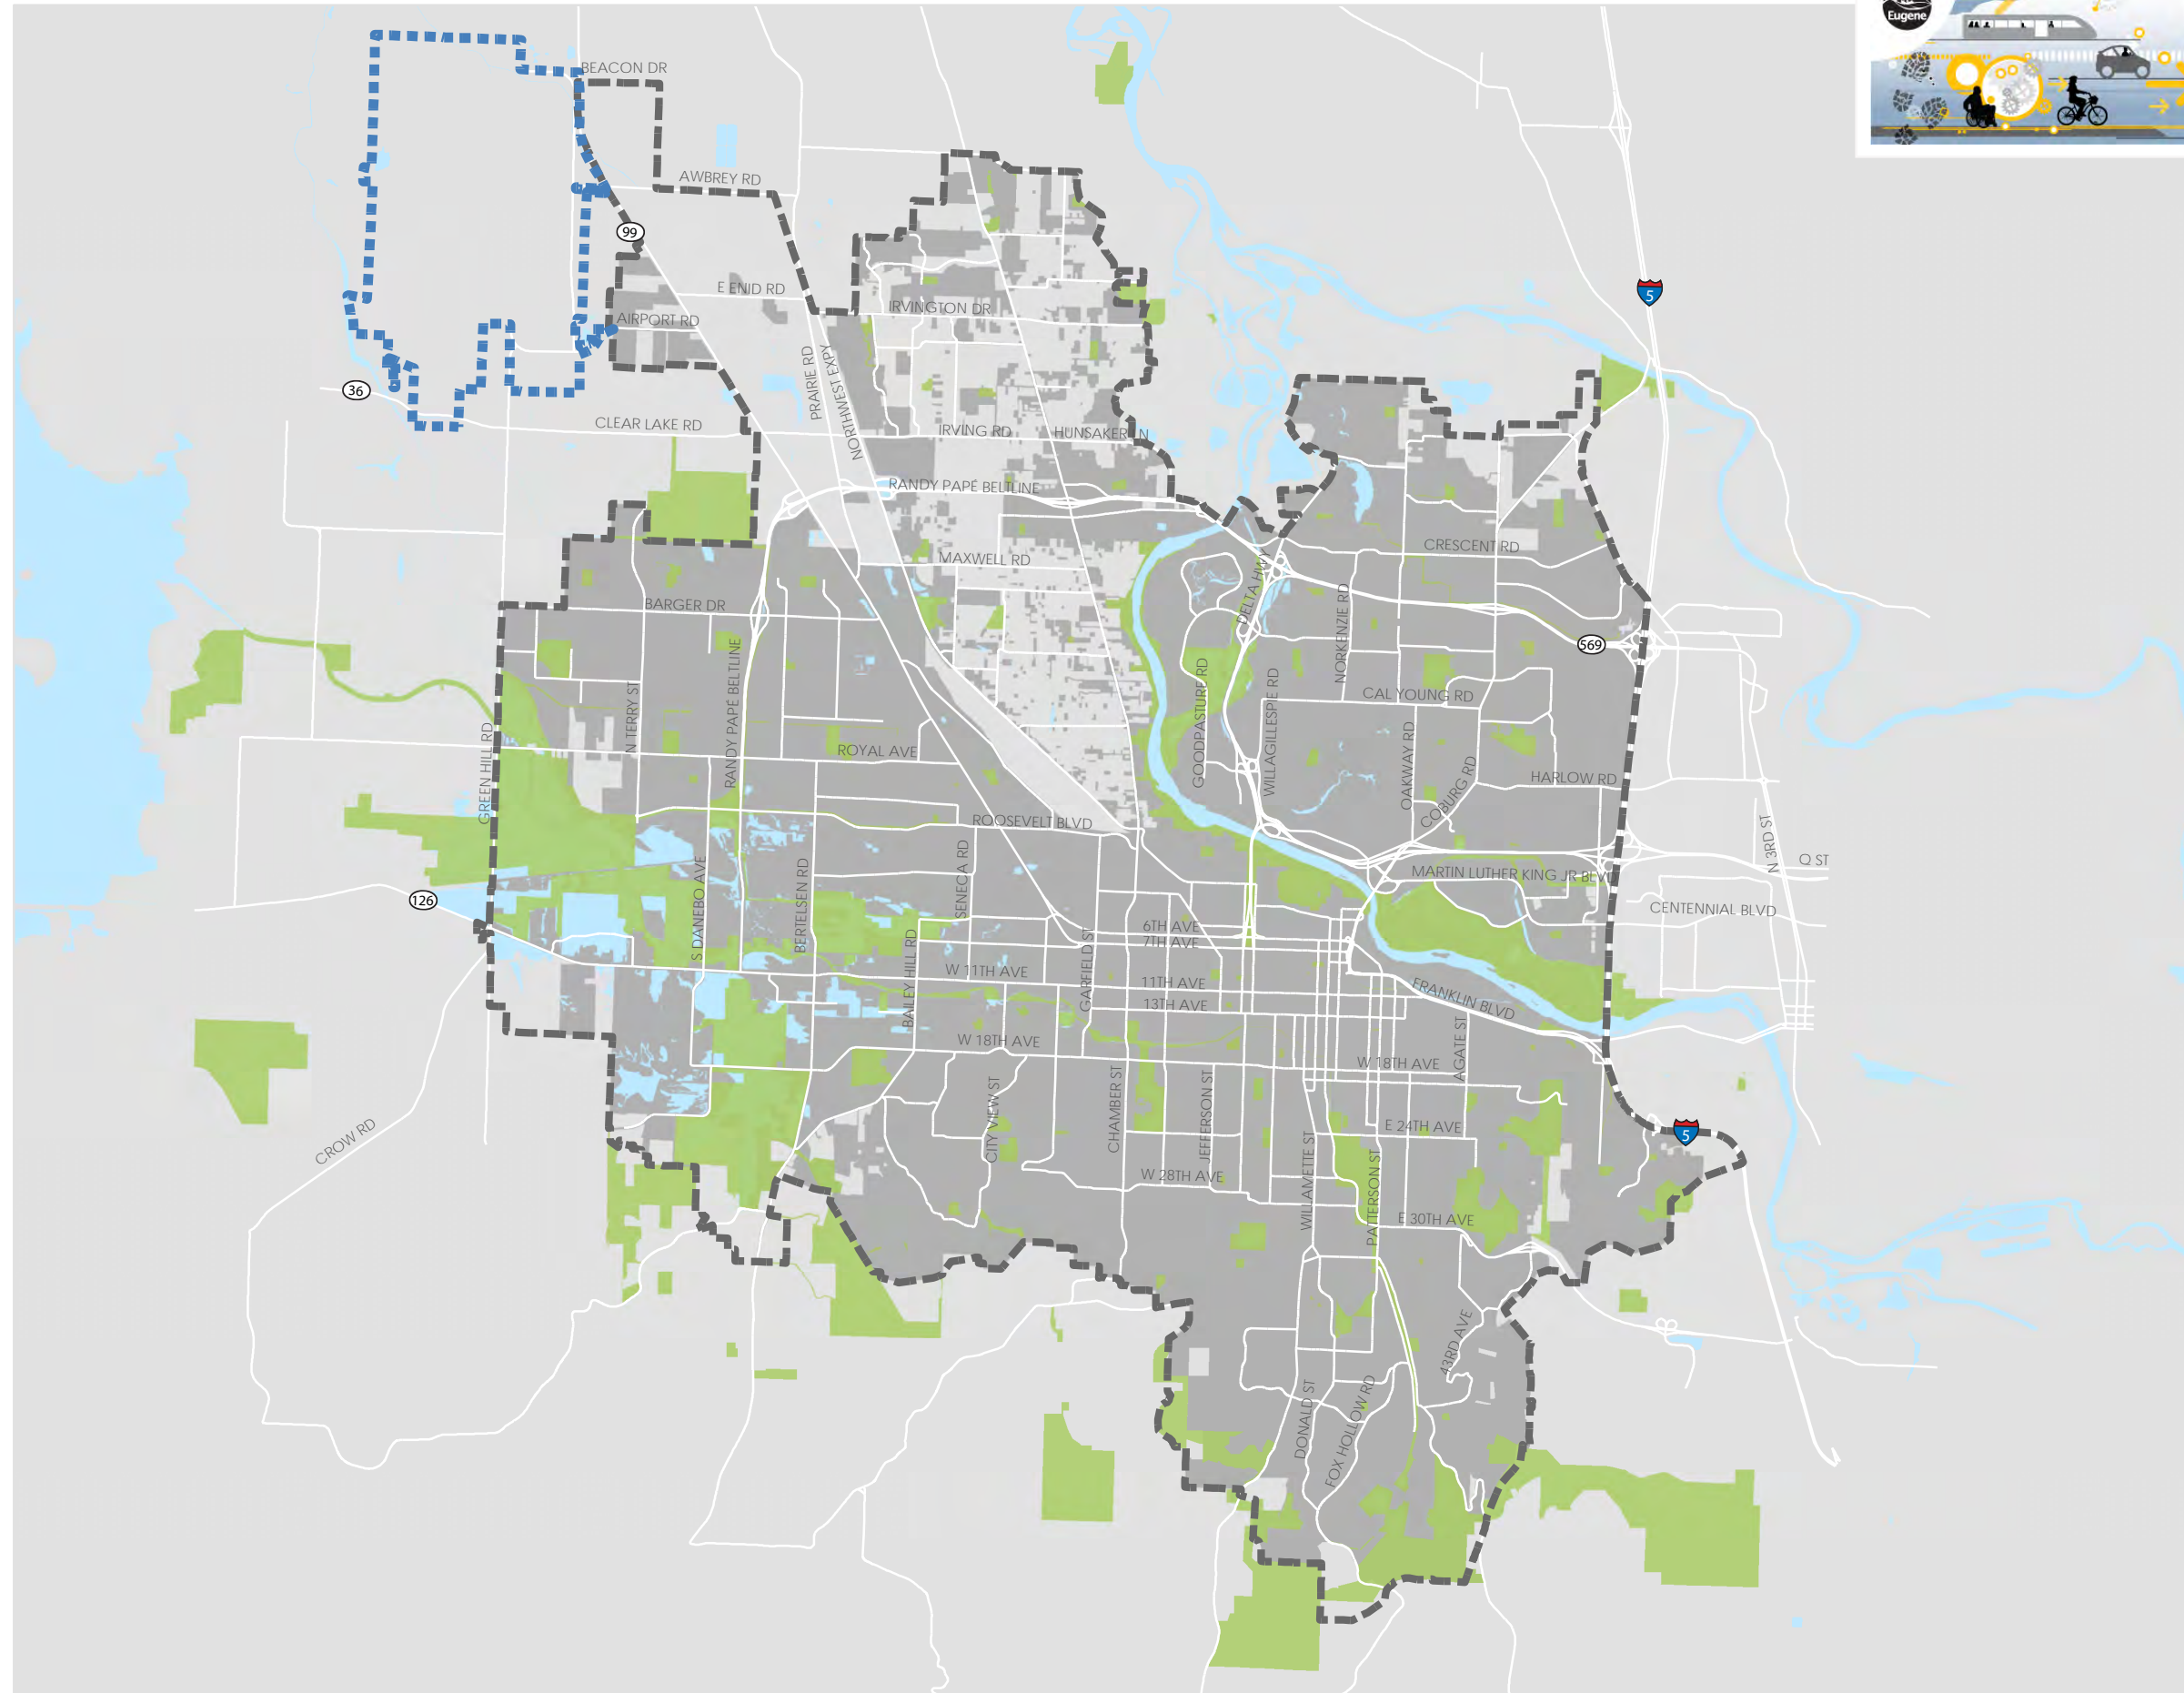 Eugene
BEACON DR
AWBREY RD
99
E ENID RD
AIRPORT RD
IRVINGTON DR
5
PRAIRIE RD
NORTHWEST EXPY
36
CLEAR LAKE RD
IRVING RD
HUNSAKER LN
RANDY PAPÉ BELTLINE
MAXWELL RD
CRESCENT RD
BARGER DR
DELTA HWY
NORKENZIE RD
569
N TERRY ST
RANDY PAPÉ BELTLINE
GOODPASTURE RD
WILLAGILLESPIE RD
CAL YOUNG RD
GREEN HILL RD
ROYAL AVE
OAKWAY RD
COBURG RD
HARLOW RD
ROOSEVELT BLVD
N 3RD ST
Q ST
S DANEBO AVE
BERTELSEN RD
SENECA RD
MARTIN LUTHER KING JR BLVD
126
CENTENNIAL BLVD
BAILEY HILL RD
GARFIELD ST
6TH AVE
7TH AVE
W 11TH AVE
11TH AVE
13TH AVE
FRANKLIN BLVD
W 18TH AVE
W 18TH AVE
AGATE ST
CROW RD
CITY VIEW ST
CHAMBER ST
JEFFERSON ST
E 24TH AVE
5
WILLAMETTE ST
PATTERSON ST
W 28TH AVE
E 30TH AVE
43RD AVE
DONALD ST
FOX HOLLOW RD